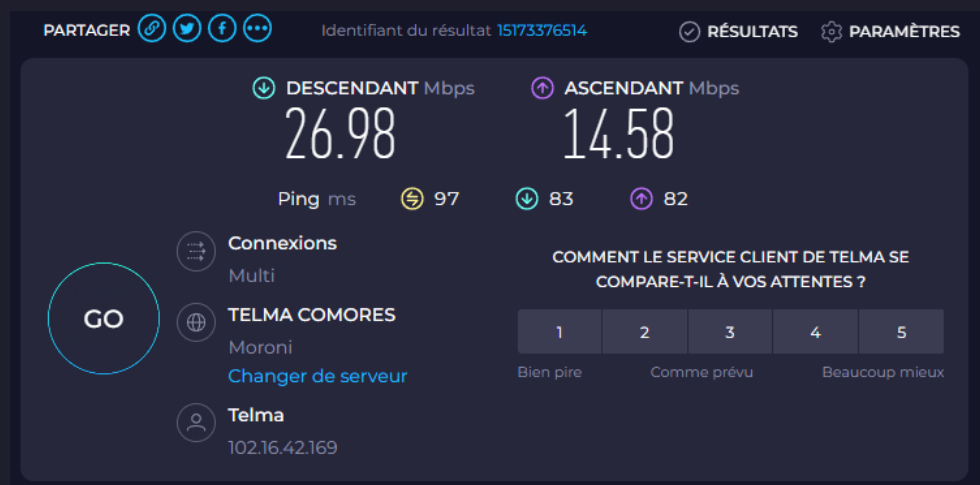 PARTAGER Identifiant du résultat 15173376514 RÉSULTATS PARAMÈTRES
DESCENDANT Mbps ASCENDANT Mbps
26.98 14.58
Ping ms 97 83 82
Connexions
Multi
TELMA COMORES
Moroni
Changer de serveur
Telma
102.16.42.169
GO
COMMENT LE SERVICE CLIENT DE TELMA SE
COMPARE-T-IL À VOS ATTENTES ?
1 2 3 4 5
Bien pire Comme prévu Beaucoup mieux